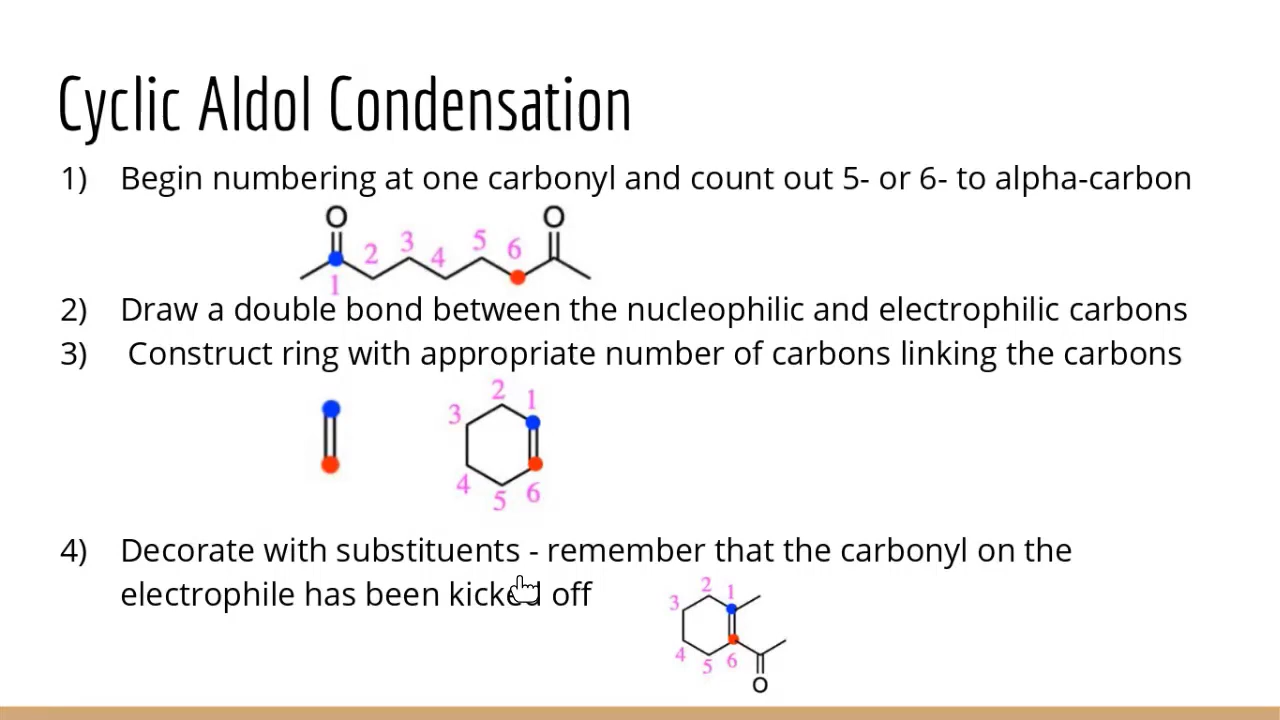 Cyclic Aldol Condensation
1) Begin numbering at one carbonyl and count out 5- or 6- to alpha-carbon
O O
1 2 3 4 5 6
2) Draw a double bond between the nucleophilic and electrophilic carbons
3) Construct ring with appropriate number of carbons linking the carbons
2 1
3
4 5 6
4) Decorate with substituents - remember that the carbonyl on the
electrophile has been kicked off
2 1
3
4 5 6
O